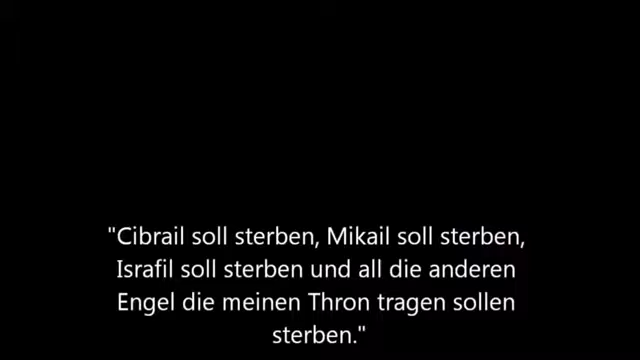 "Cibrail soll sterben, Mikail soll sterben,
Israfil soll sterben und all die anderen
Engel die meinen Thron tragen sollen
sterben."